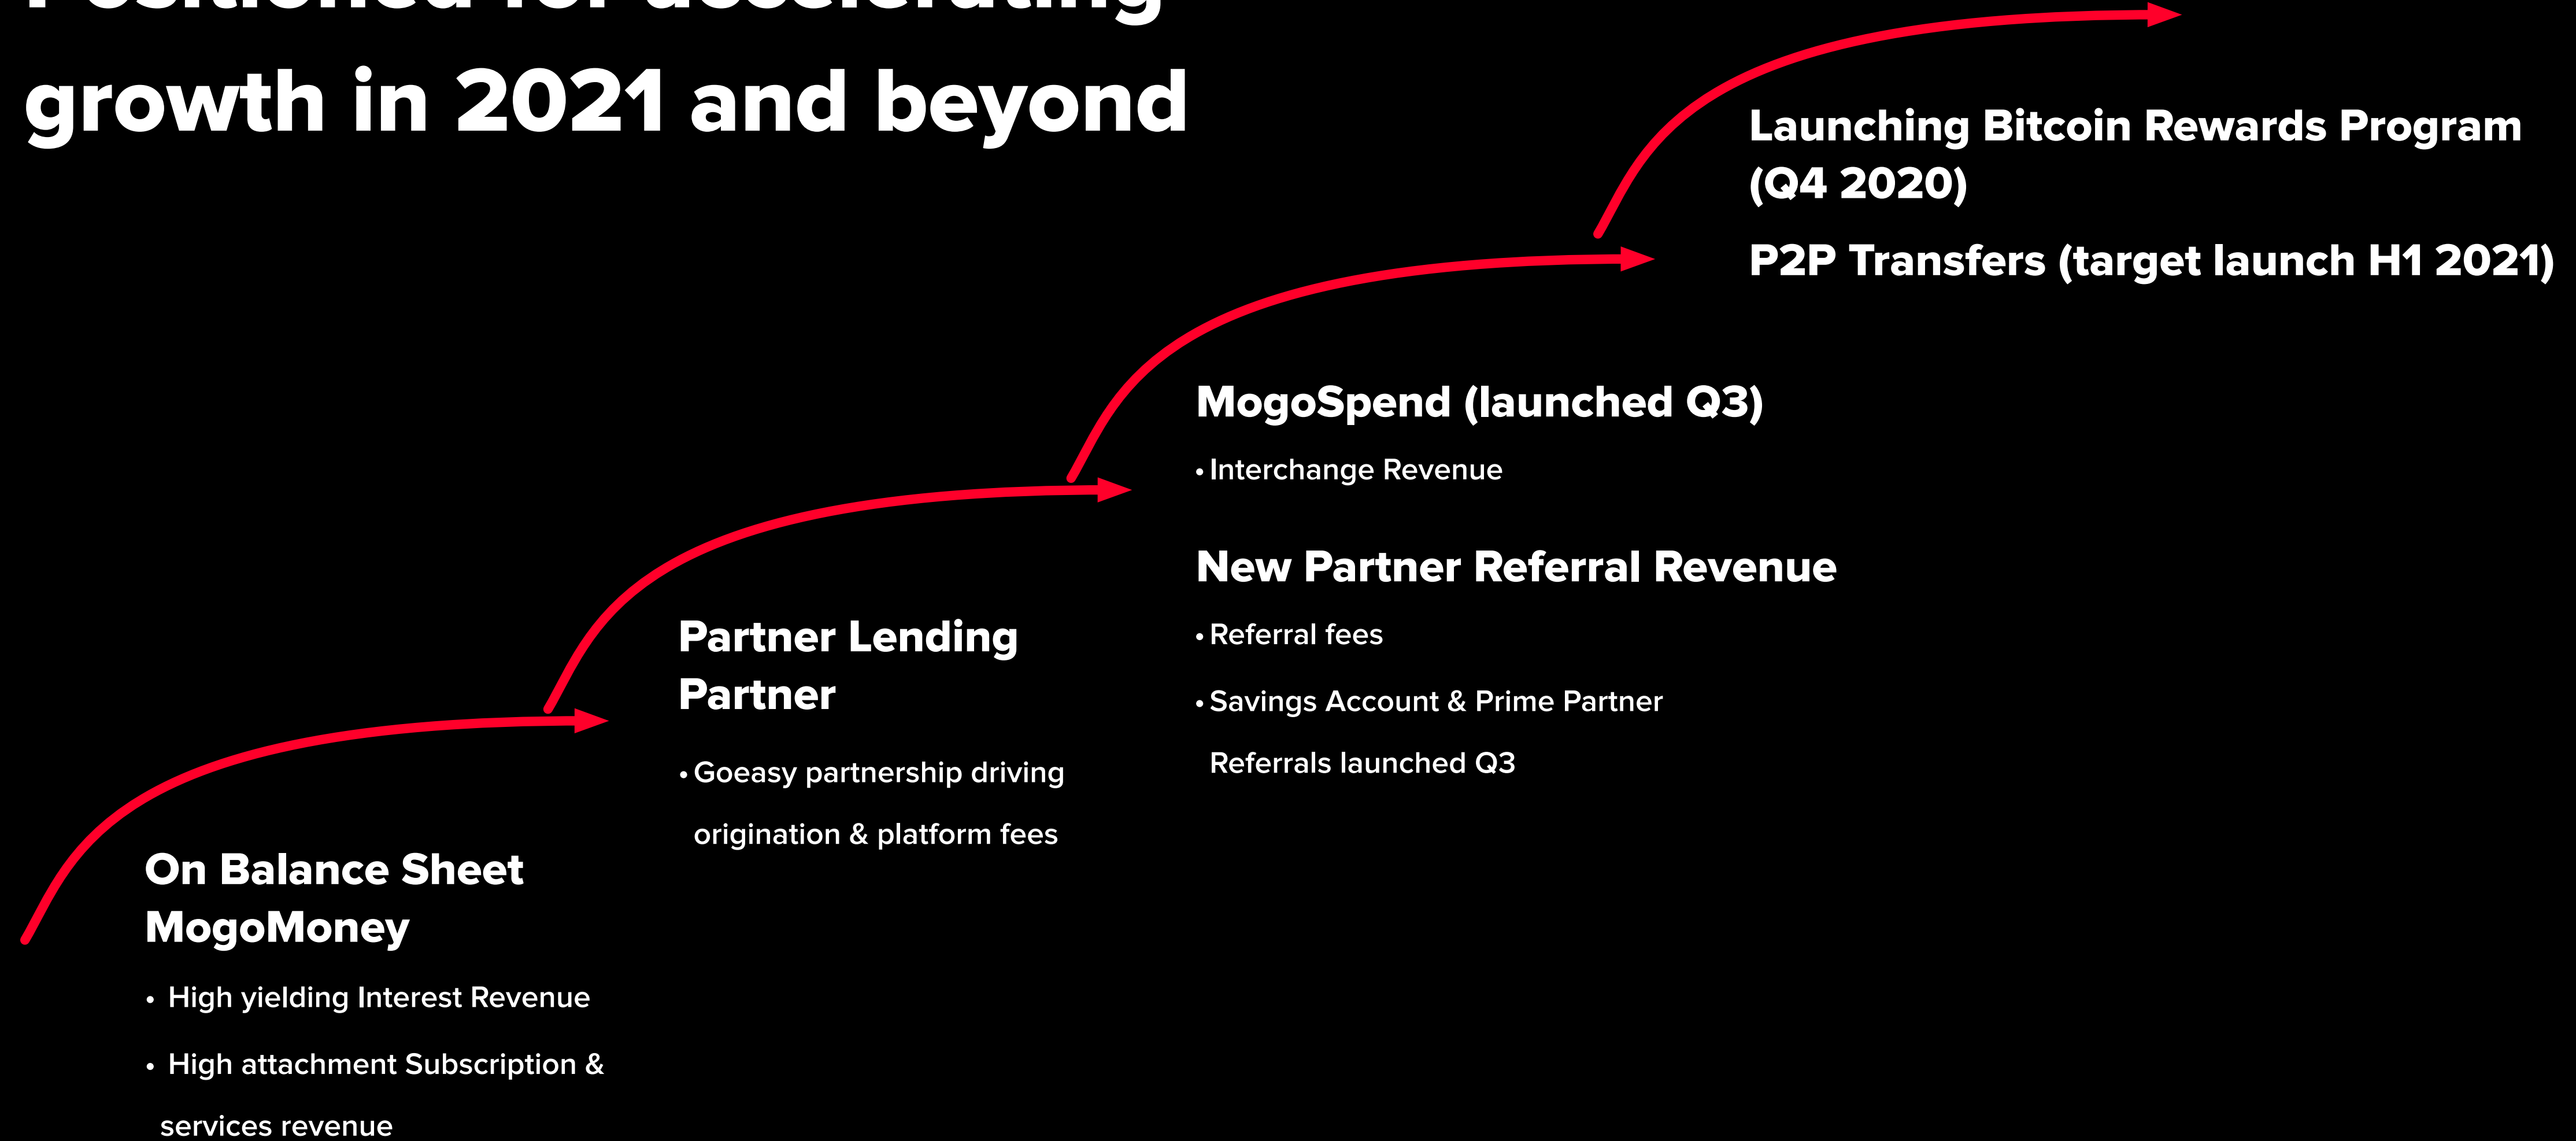 Positioned for accelerating
growth in 2021 and beyond
Launching Bitcoin Rewards Program
(Q4 2020)
P2P Transfers (target launch H1 2021)
MogoSpend (launched Q3)
• Interchange Revenue
New Partner Referral Revenue
• Referral fees
• Savings Account & Prime Partner
Referrals launched Q3
Partner Lending
Partner
• Goeasy partnership driving
origination & platform fees
On Balance Sheet
MogoMoney
• High yielding Interest Revenue
• High attachment Subscription &
services revenue